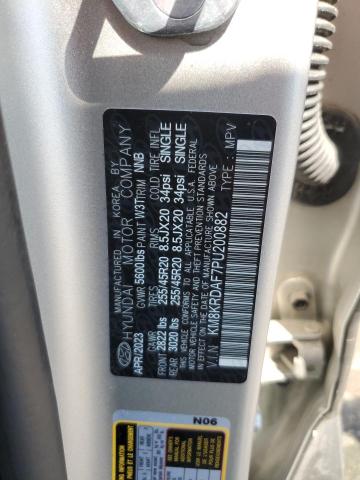 MANUFACTURED IN KOREA BY
HYUNDAI MOTOR COMPANY
APR/2023 GVWR 5600lbs PAINT W3T TRIM NNB
GAWR TIRES RIMS COLD TIRE INFL
FRONT 2822 lbs 255/45R20 8.5JX20 34psi SINGLE
REAR 3020 lbs 255/45R20 8.5JX20 34psi SINGLE
THIS VEHICLE CONFORMS TO ALL APPLICABLE U.S. FEDERAL
MOTOR VEHICLE SAFETY AND THEFT PREVENTION STANDARDS
IN EFFECT ON THE DATE OF MANUFACTURE SHOWN ABOVE.
VIN : KM8KRDAF7PU200882 TYPE : MPV
N06